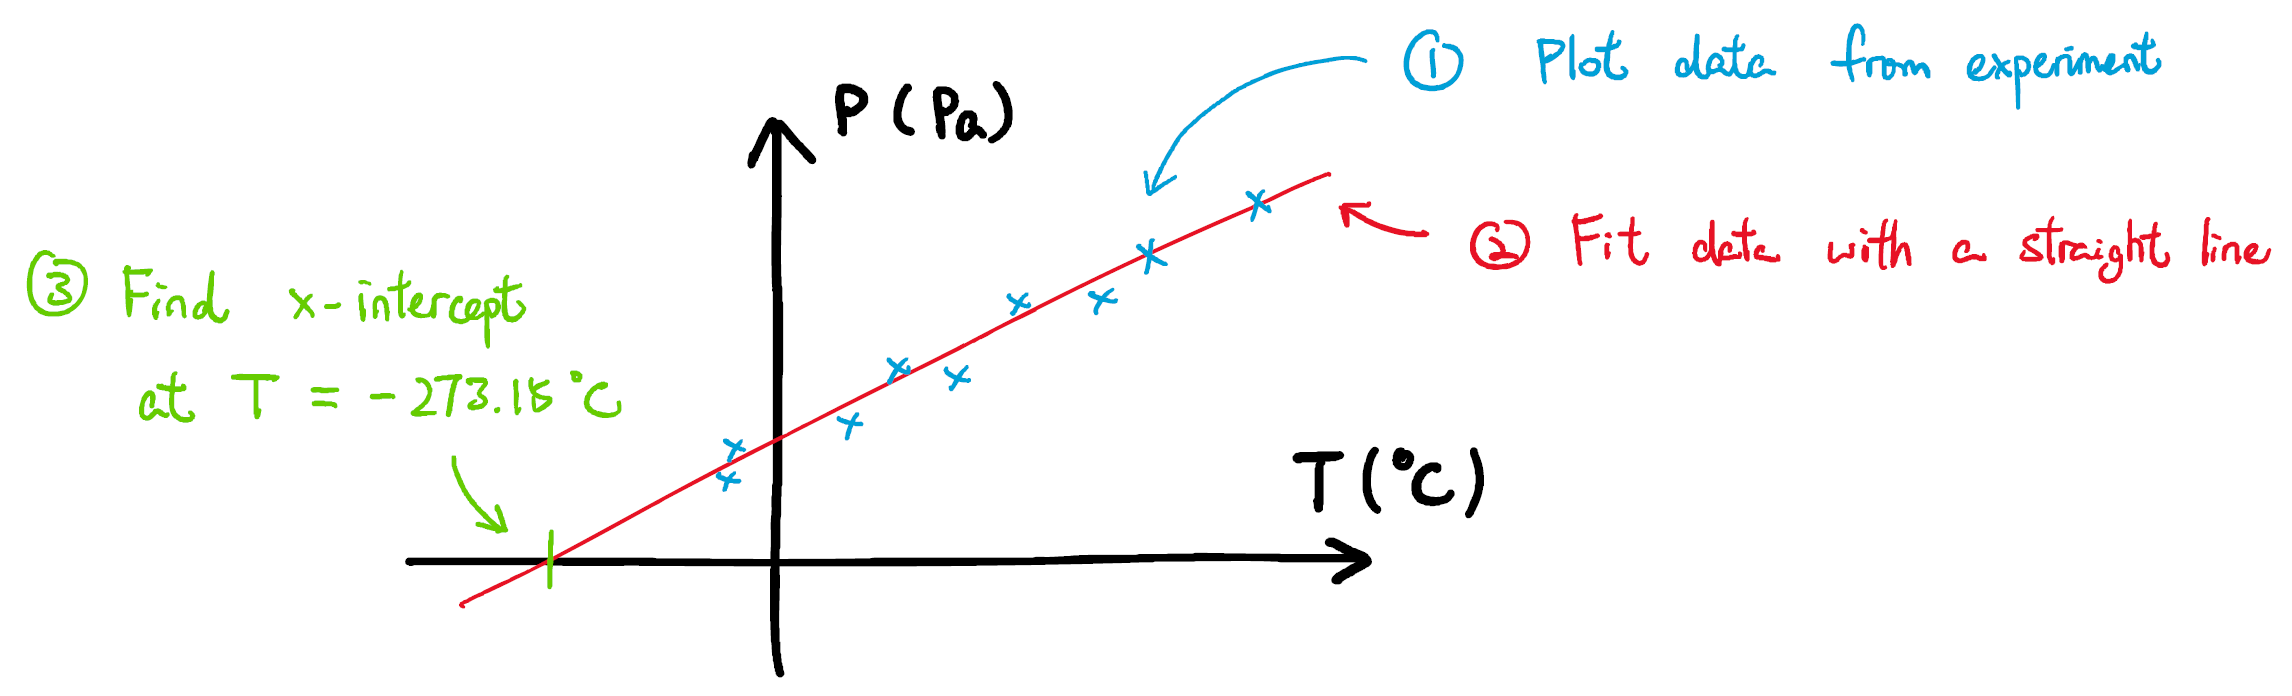 ① Plot data from experiment
P (Pa)
② Fit data with a straight line
③ Find x-intercept
at T = -273.15°C
T (°C)